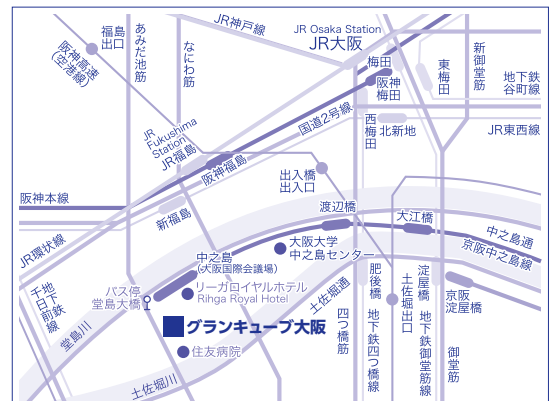 JR神戸線
JR Osaka Station
JR大阪
福島
出口
あみだ池筋
なにわ筋
阪神高速
(空港線)
梅田
阪神
梅田
東梅田
新御堂筋
地下鉄
谷町線
国道2号線
西梅田
北新地
JR東西線
JR
Fukushima
Station
JR福島
阪神福島
出入橋
出入口
阪神本線
新福島
渡辺橋
大江橋
中之島通
京阪中之島線
JR環状線
中之島
(大阪国際会議場)
大阪大学
中之島センター
バス停
堂島大橋
リーガロイヤルホテル
Rihga Royal Hotel
土佐堀通
肥後橋
地下鉄四つ橋線
土佐堀出口
淀屋橋
地下鉄御堂筋線
京阪
淀屋橋
千日前線
地下鉄
堂島川
グランキューブ大阪
四つ橋筋
御堂筋
住友病院
土佐堀川